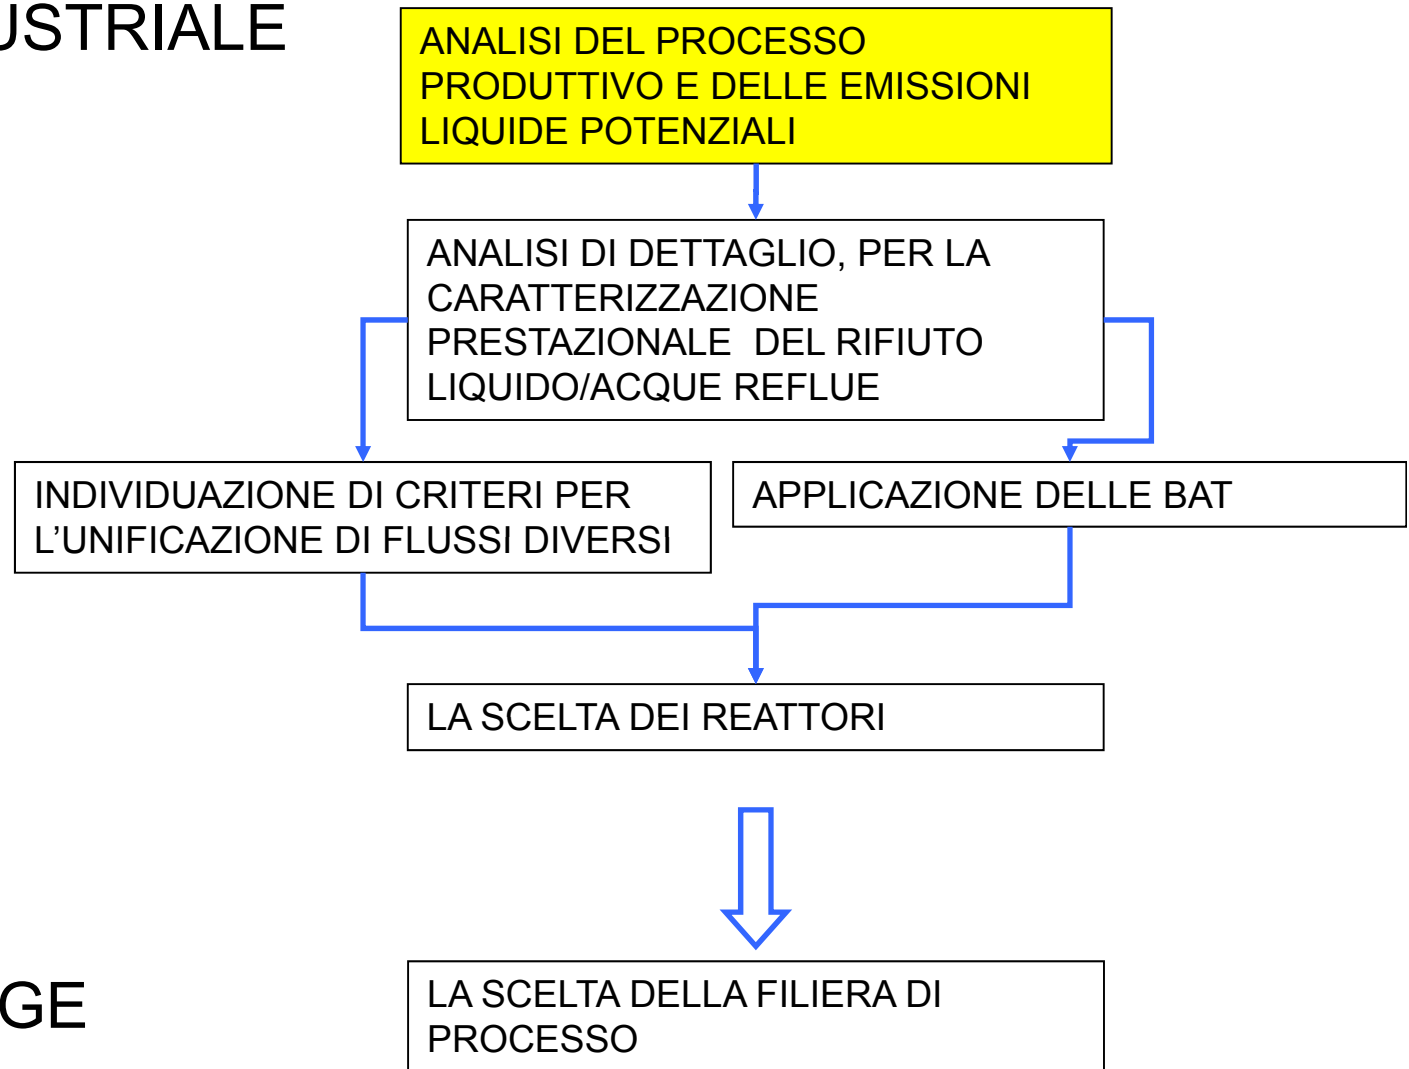 USTRIALE
ANALISI DEL PROCESSO
PRODUTTIVO E DELLE EMISSIONI
LIQUIDE POTENZIALI
ANALISI DI DETTAGLIO, PER LA
CARATTERIZZAZIONE
PRESTAZIONALE DEL RIFIUTO
LIQUIDO/ACQUE REFLUE
INDIVIDUAZIONE DI CRITERI PER
L’UNIFICAZIONE DI FLUSSI DIVERSI
APPLICAZIONE DELLE BAT
LA SCELTA DEI REATTORI
GE
LA SCELTA DELLA FILIERA DI
PROCESSO